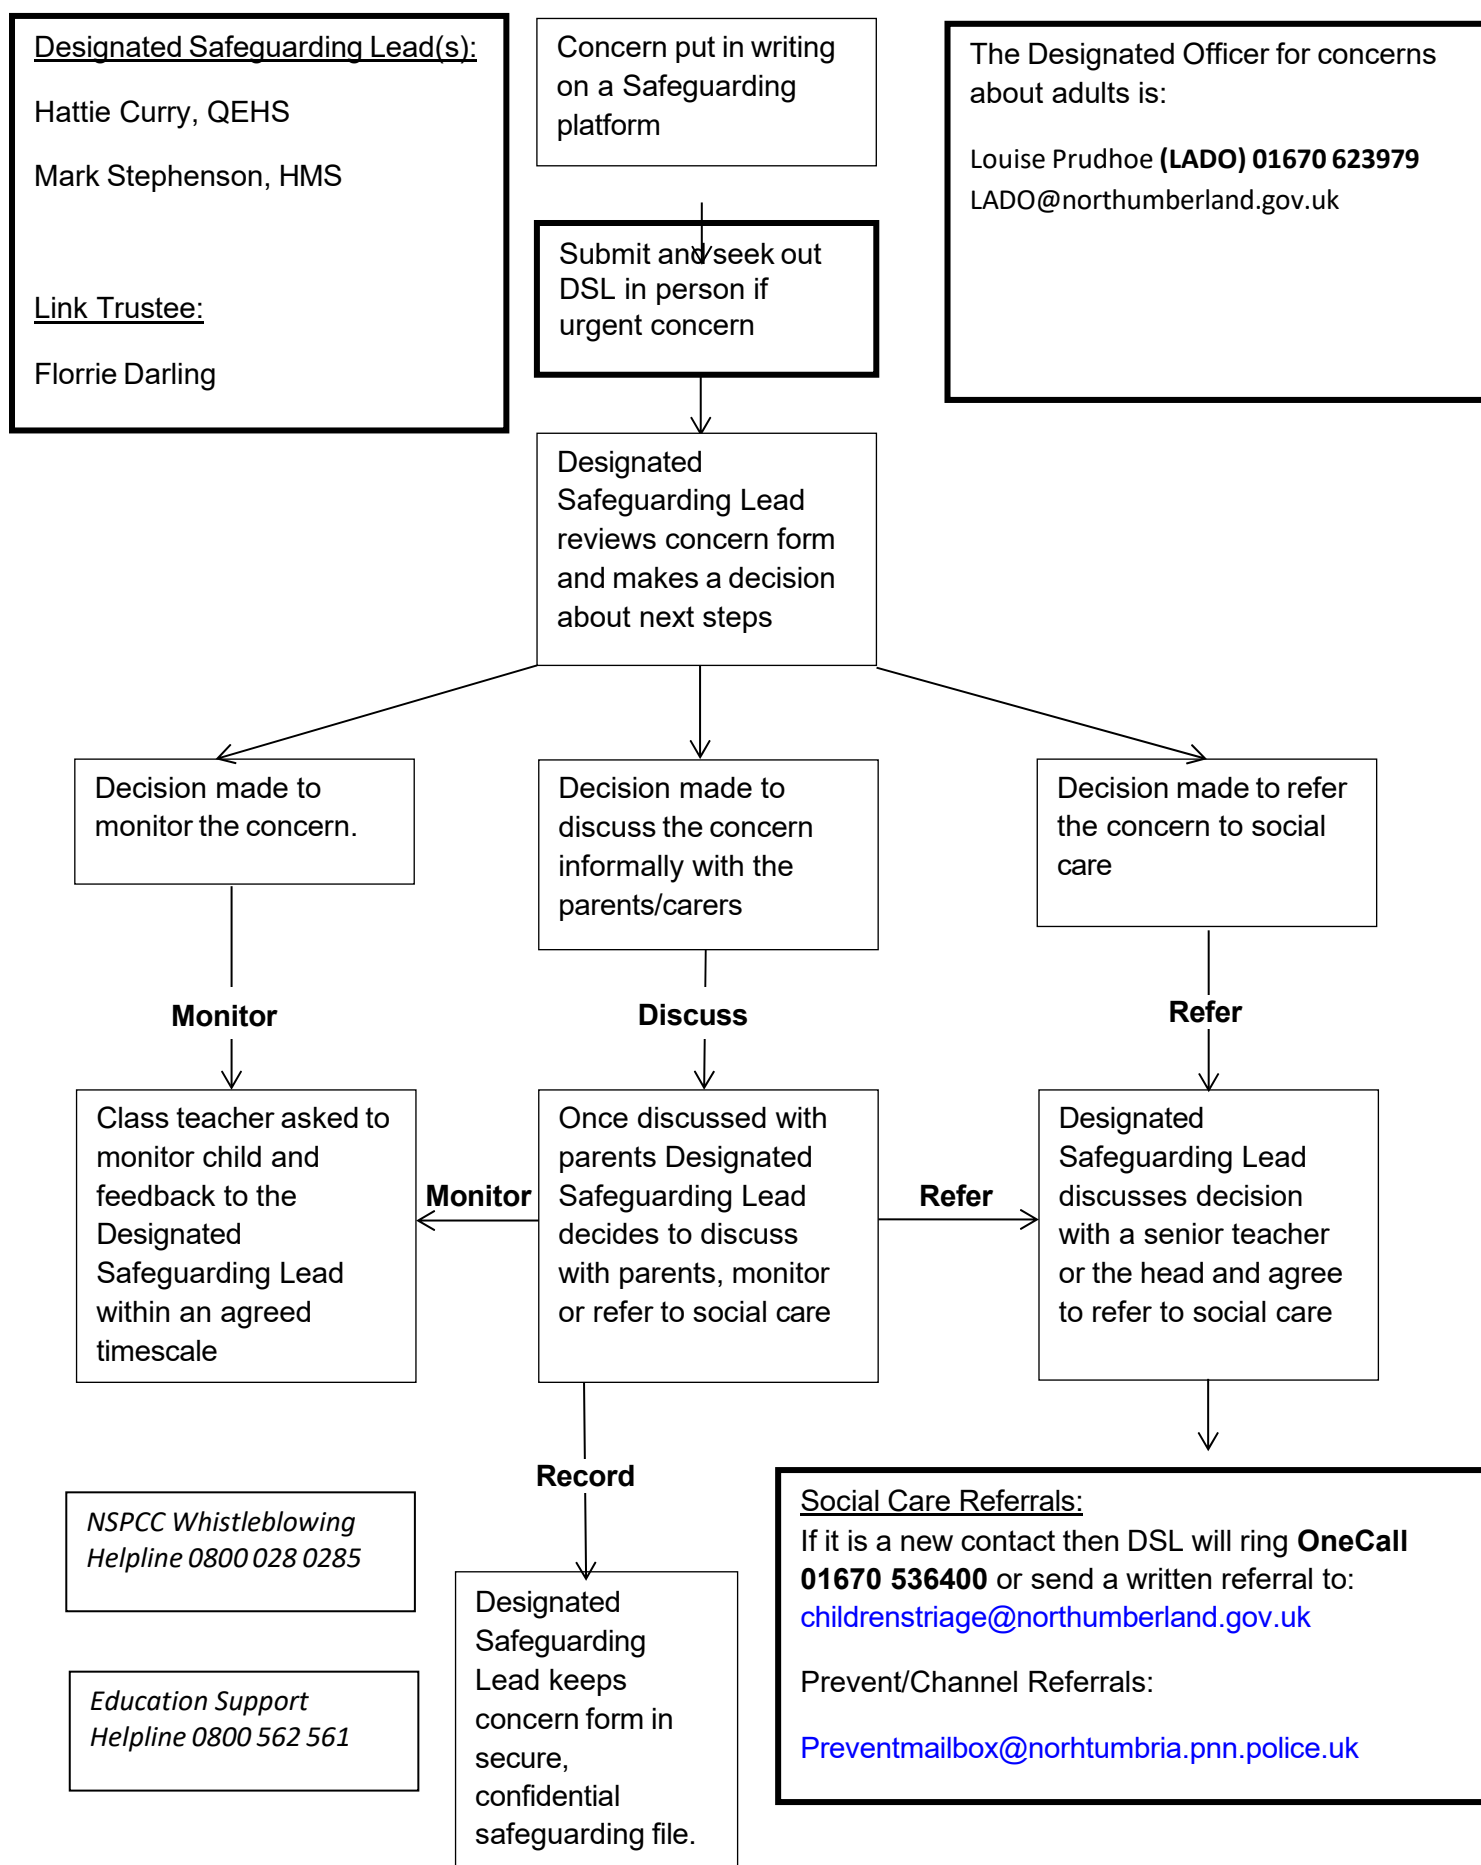 Designated Safeguarding Lead(s):
Hattie Curry, QEHS
Mark Stephenson, HMS
Link Trustee:
Florrie Darling
Concern put in writing
on a Safeguarding
platform
The Designated Officer for concerns
about adults is:
Louise Prudhoe (LADO) 01670 623979
LADO@northumberland.gov.uk
Submit and seek out
DSL in person if
urgent concern
Designated
Safeguarding Lead
reviews concern form
and makes a decision
about next steps
Decision made to
monitor the concern.
Decision made to
discuss the concern
informally with the
parents/carers
Decision made to refer
the concern to social
care
Monitor
Discuss
Refer
Class teacher asked to
monitor child and
feedback to the
Designated
Safeguarding Lead
within an agreed
timescale
Monitor
Once discussed with
parents Designated
Safeguarding Lead
decides to discuss
with parents, monitor
or refer to social care
Refer
Designated
Safeguarding Lead
discusses decision
with a senior teacher
or the head and agree
to refer to social care
Record
NSPCC Whistleblowing
Helpline 0800 028 0285
Education Support
Helpline 0800 562 561
Designated
Safeguarding
Lead keeps
concern form in
secure,
confidential
safeguarding file.
Social Care Referrals:
If it is a new contact then DSL will ring OneCall
01670 536400 or send a written referral to:
childrenstriage@northumberland.gov.uk
Prevent/Channel Referrals:
Preventmailbox@norhtumbria.pnn.police.uk